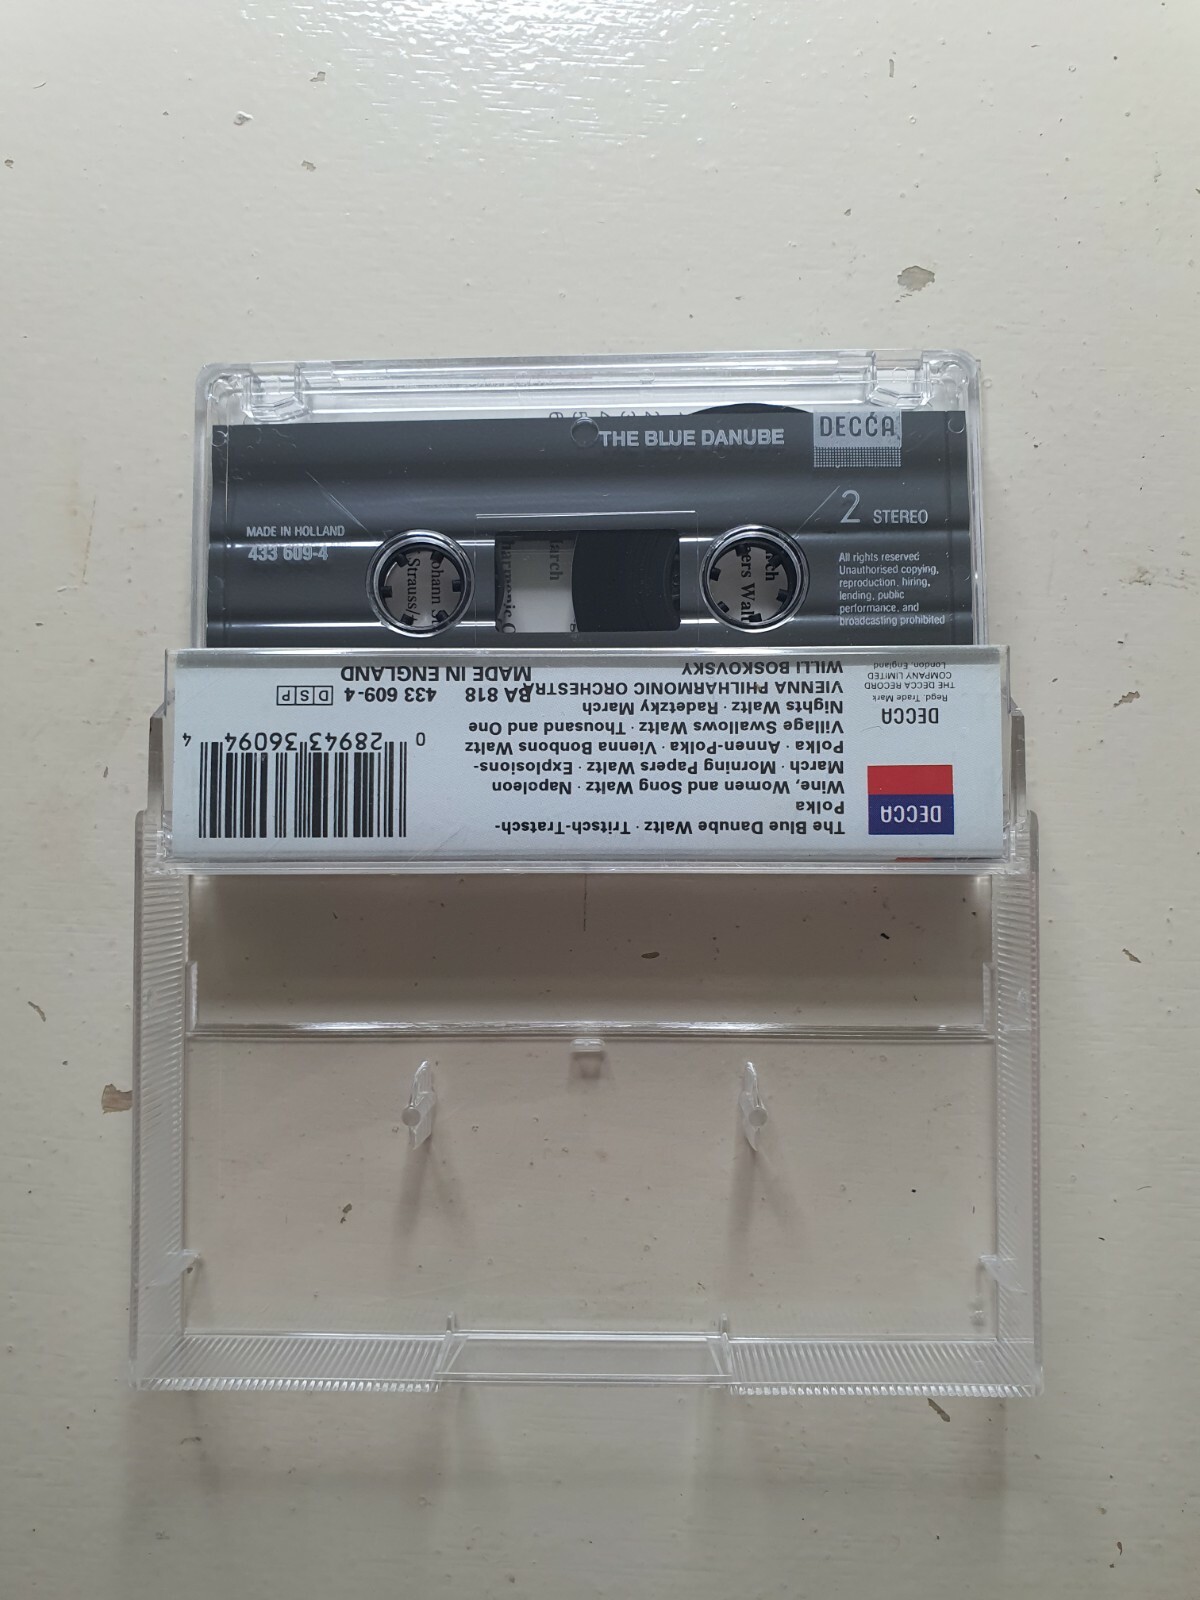 THE BLUE DANUBE
DECCA
2 STEREO
MADE IN HOLLAND
433 609-4
All rights reserved
Unauthorised copying,
reproduction, hiring,
lending, public
performance, and
broadcasting prohibited
March
Strauss/
DECCA
The Blue Danube Waltz · Tritsch-Tratsch-
Polka
Wine, Women and Song Waltz · Napoleon
March · Morning Papers Waltz · Explosions-
Polka · Annen-Polka · Vienna Bonbons Waltz
Village Swallows Waltz · Thousand and One
Nights Waltz · Radetzky March
VIENNA PHILHARMONIC ORCHESTRA
WILLI BOSKOVSKY
DECCA
Regd. Trade Mark
THE DECCA RECORD
COMPANY LIMITED
London, England
0 28943 36094 4
BA 818 433 609-4 DSP
MADE IN ENGLAND